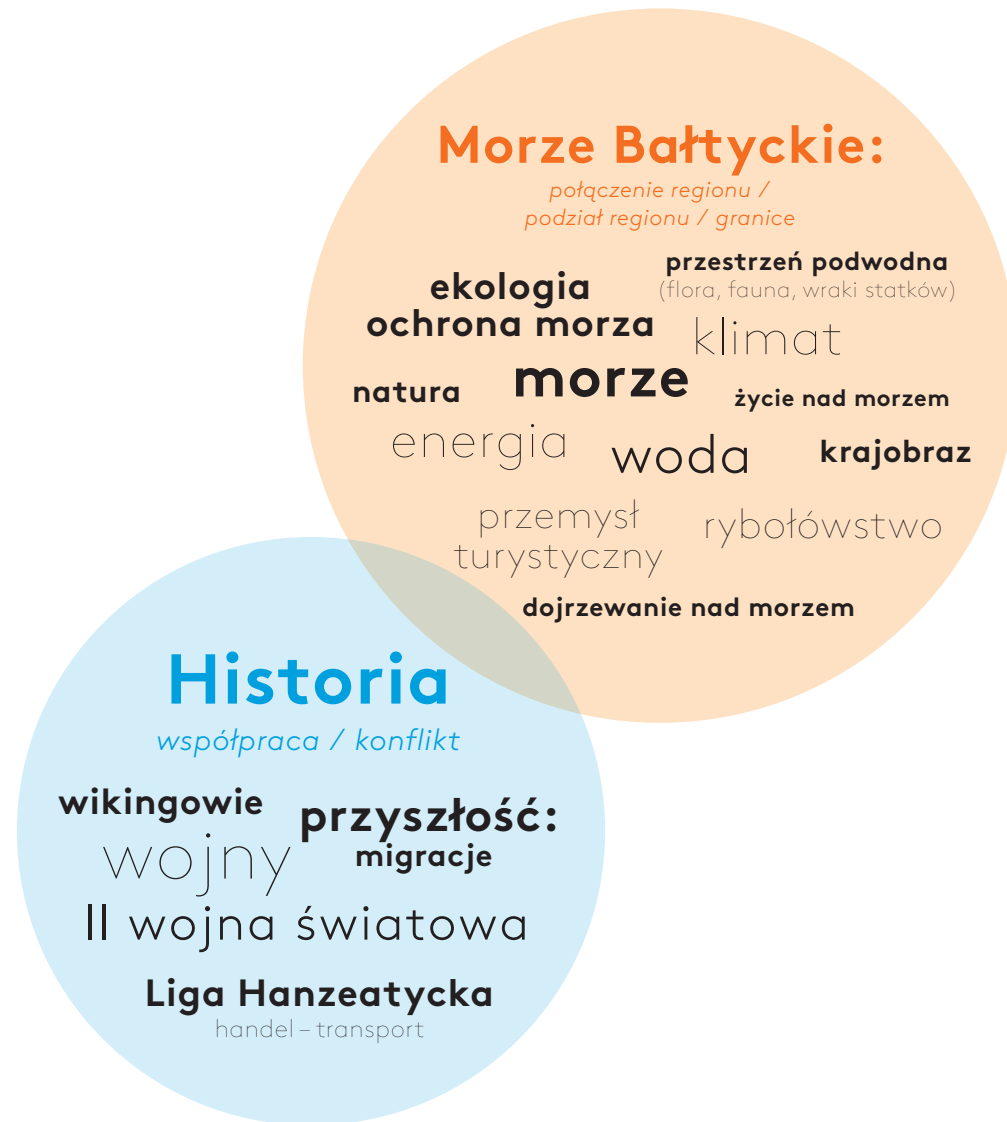 Morze Bałtyckie:
połączenie regionu /
podział regionu / granice
przestrzeń podwodna
(flora, fauna, wraki statków)
ekologia
ochrona morza
klimat
natura
morze
życie nad morzem
energia
woda
krajobraz
przemysł
turystyczny
rybołówstwo
dojrzewanie nad morzem
Historia
współpraca / konflikt
wikingowie
przyszłość:
migracje
wojny
II wojna światowa
Liga Hanzeatycka
handel – transport